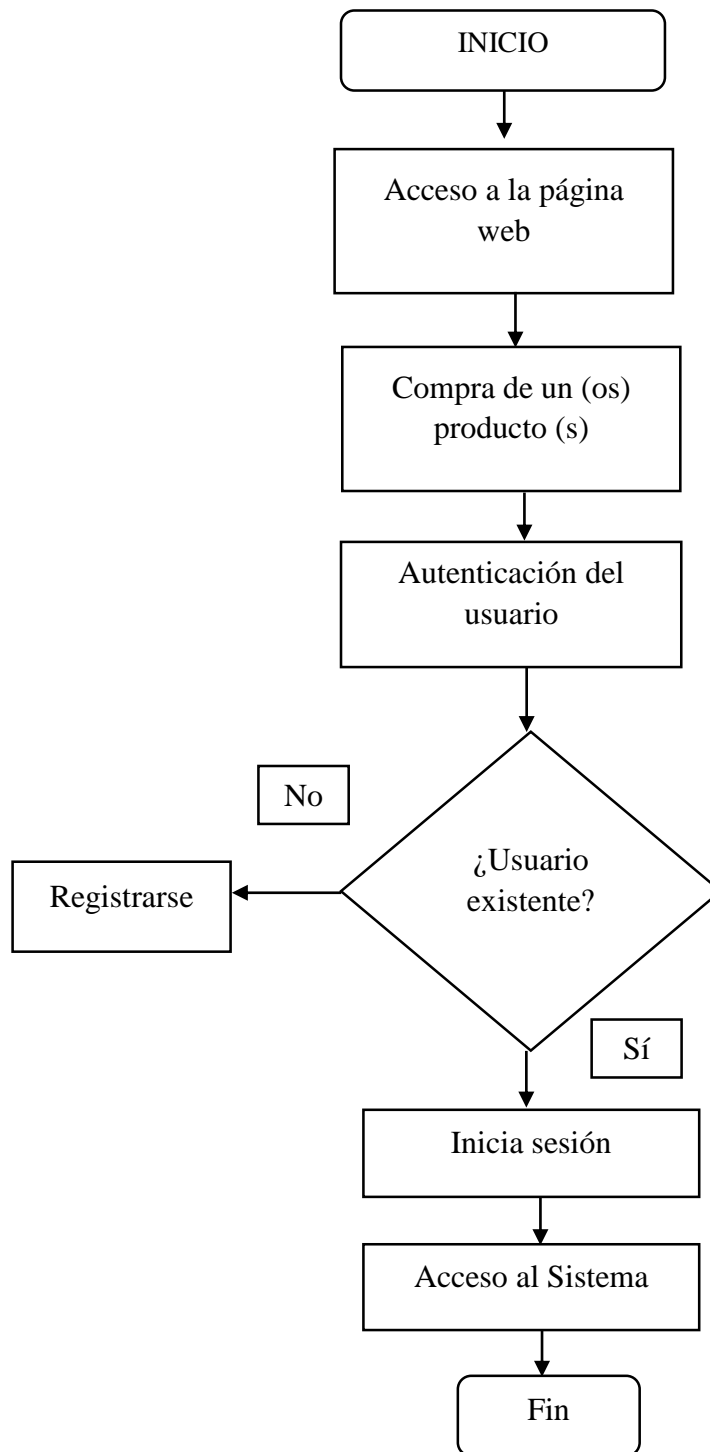 INICIO
Acceso a la página
web
Compra de un (os)
producto (s)
Autenticación del
usuario
No
¿Usuario
existente?
Registrarse
Sí
Inicia sesión
Acceso al Sistema
Fin